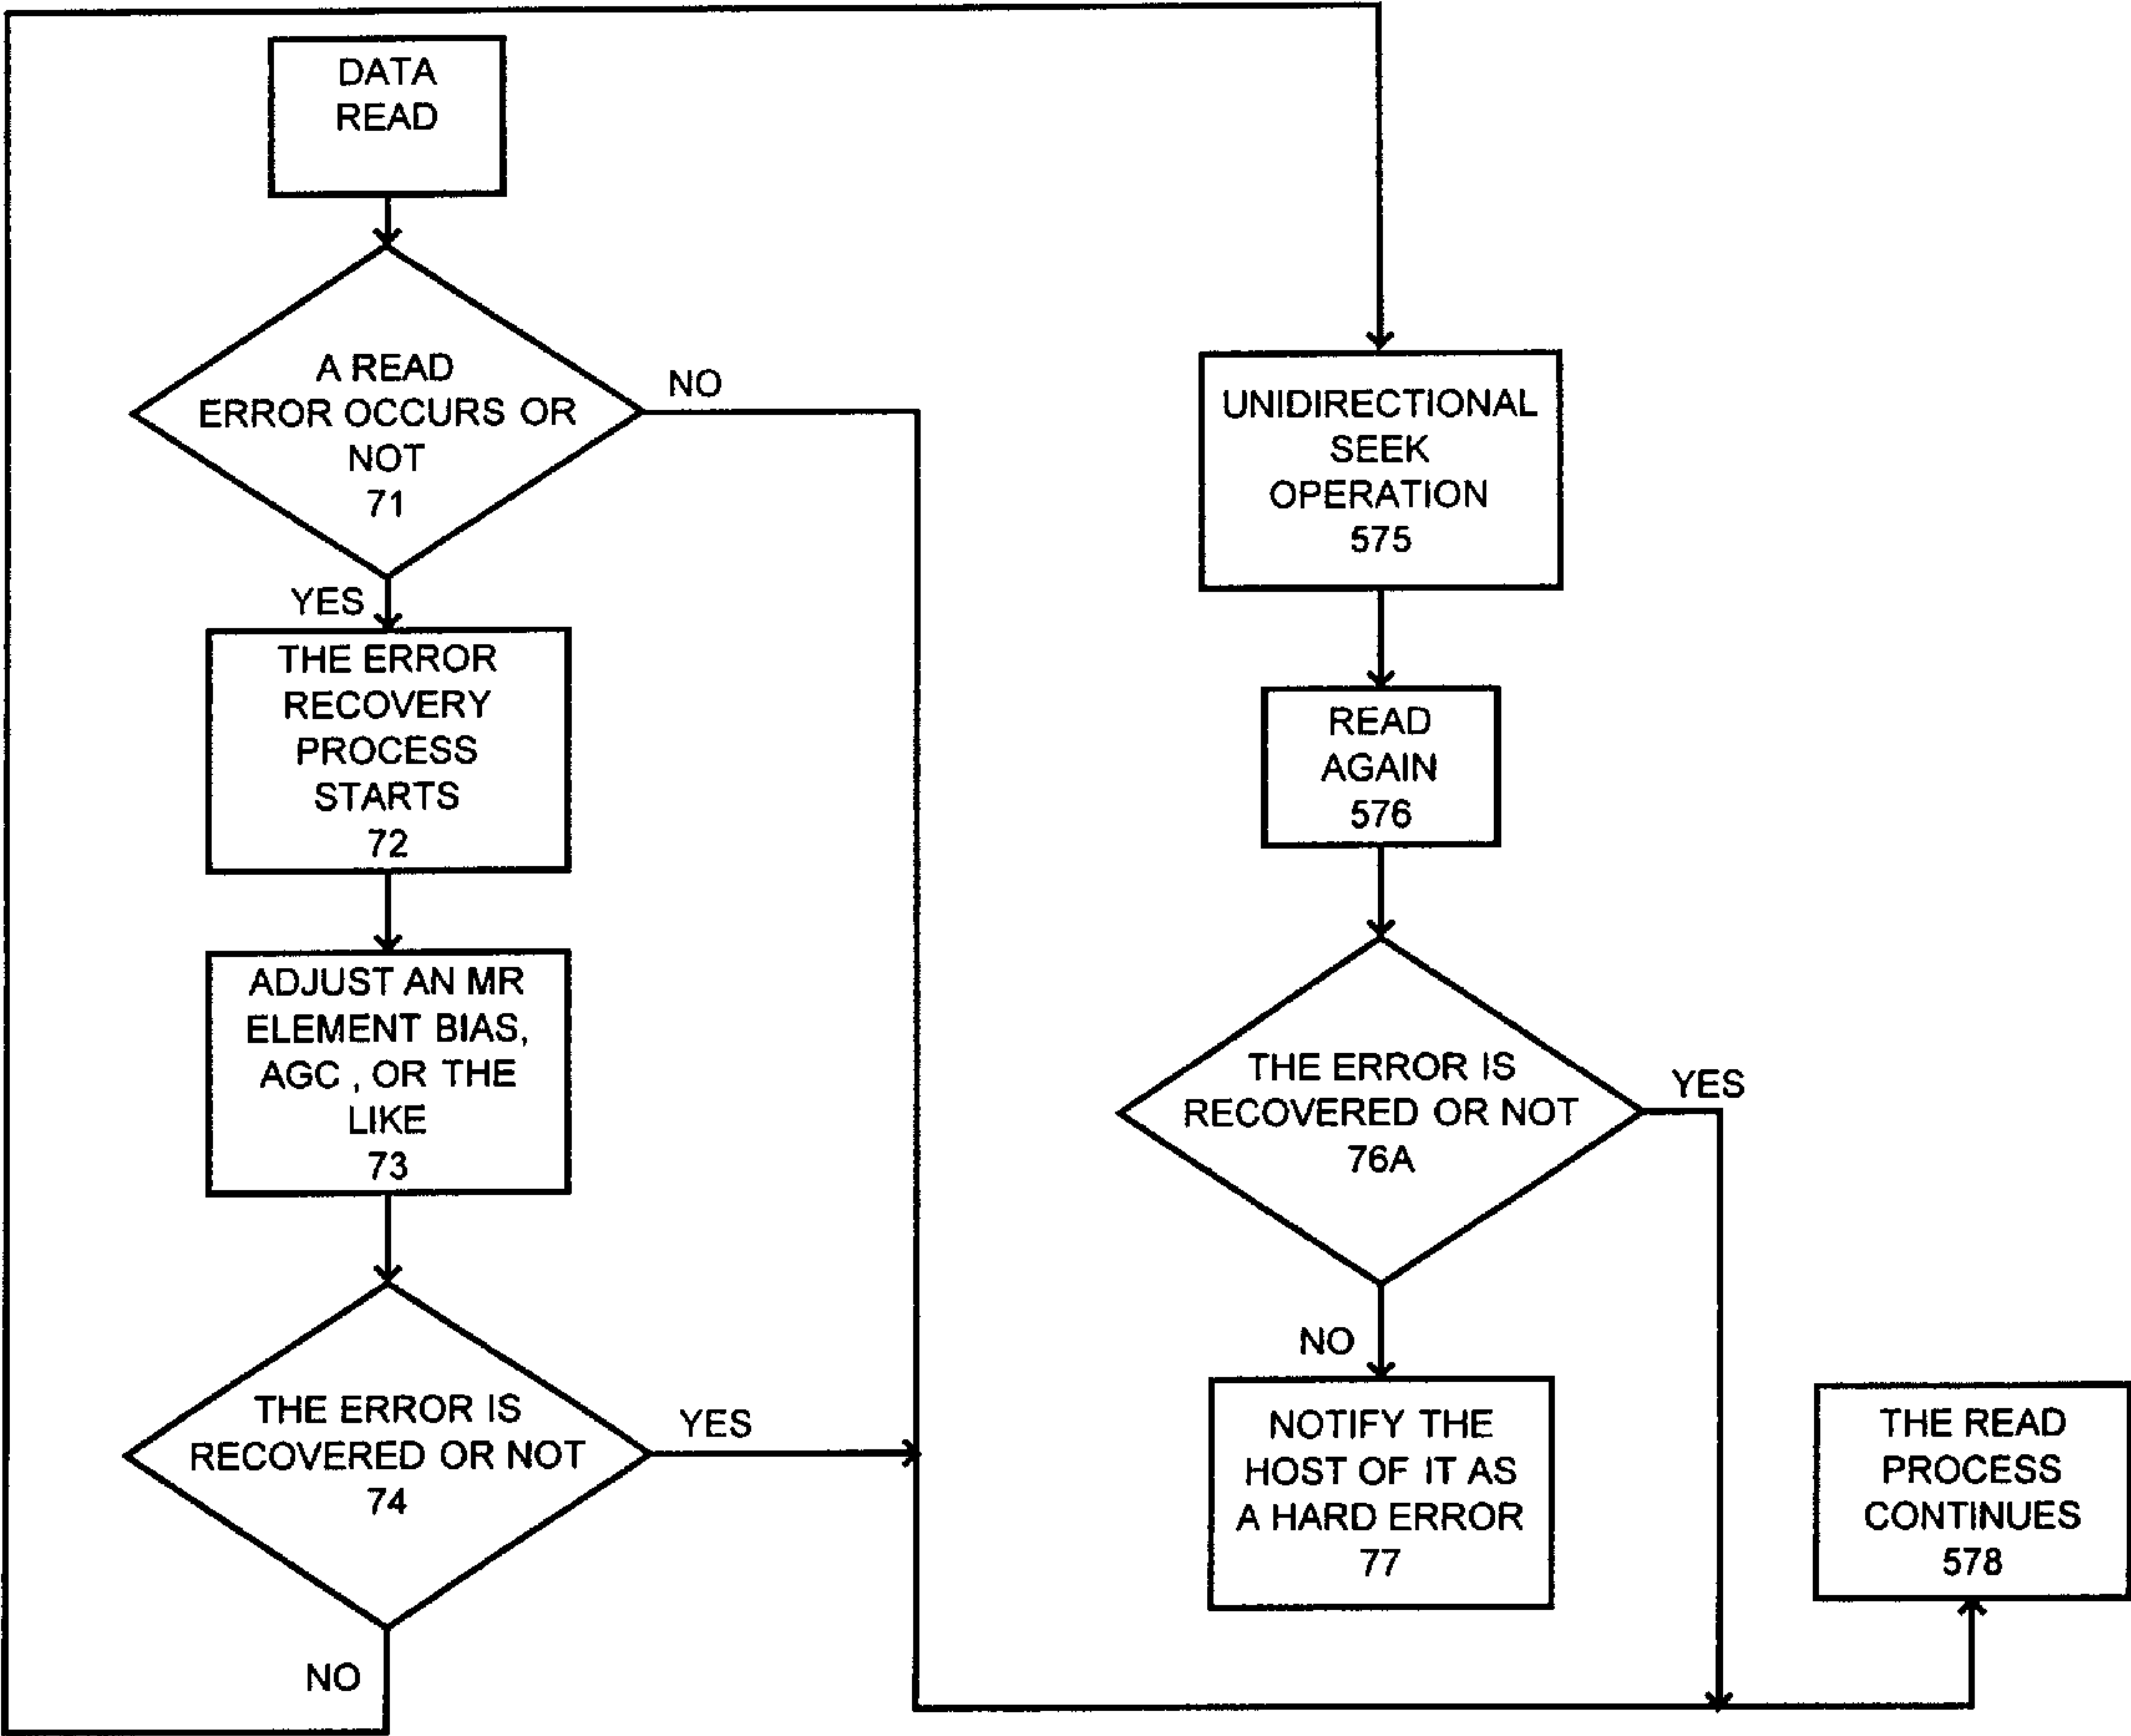 DATA
READ
A READ
ERROR OCCURS OR
NOT
71
NO
YES
THE ERROR
RECOVERY
PROCESS
STARTS
72
ADJUST AN MR
ELEMENT BIAS,
AGC , OR THE
LIKE
73
THE ERROR IS
RECOVERED OR NOT
74
YES
NO
UNIDIRECTIONAL
SEEK
OPERATION
575
READ
AGAIN
576
THE ERROR IS
RECOVERED OR NOT
76A
YES
NO
NOTIFY THE
HOST OF IT AS
A HARD ERROR
77
THE READ
PROCESS
CONTINUES
578